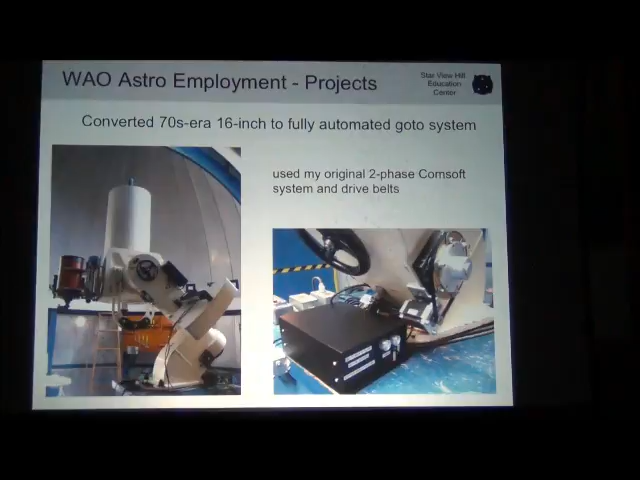 WAO Astro Employment - Projects
Star View Hill
Education
Center
Converted 70s-era 16-inch to fully automated goto system
used my original 2-phase Comsoft
system and drive belts